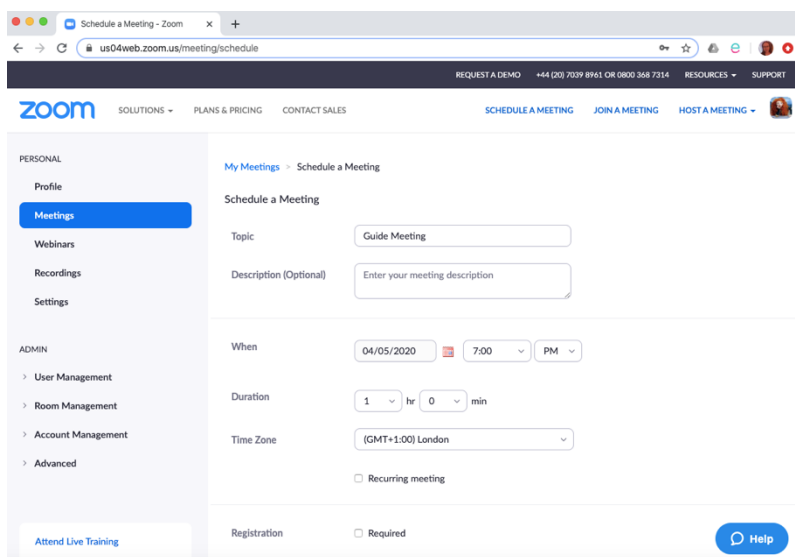 Schedule a Meeting - Zoom
us04web.zoom.us/meeting/schedule
REQUEST A DEMO +44 (20) 7039 8961 OR 0800 368 7314 RESOURCES SUPPORT
zoom SOLUTIONS PLANS & PRICING CONTACT SALES SCHEDULE A MEETING JOIN A MEETING HOST A MEETING
PERSONAL
Profile
Meetings
Webinars
Recordings
Settings
ADMIN
User Management
Room Management
Account Management
Advanced
Attend Live Training
My Meetings > Schedule a Meeting
Schedule a Meeting
Topic Guide Meeting
Description (Optional) Enter your meeting description
When 04/05/2020 7:00 PM
Duration 1 hr 0 min
Time Zone (GMT+1:00) London
Recurring meeting
Registration Required
Help